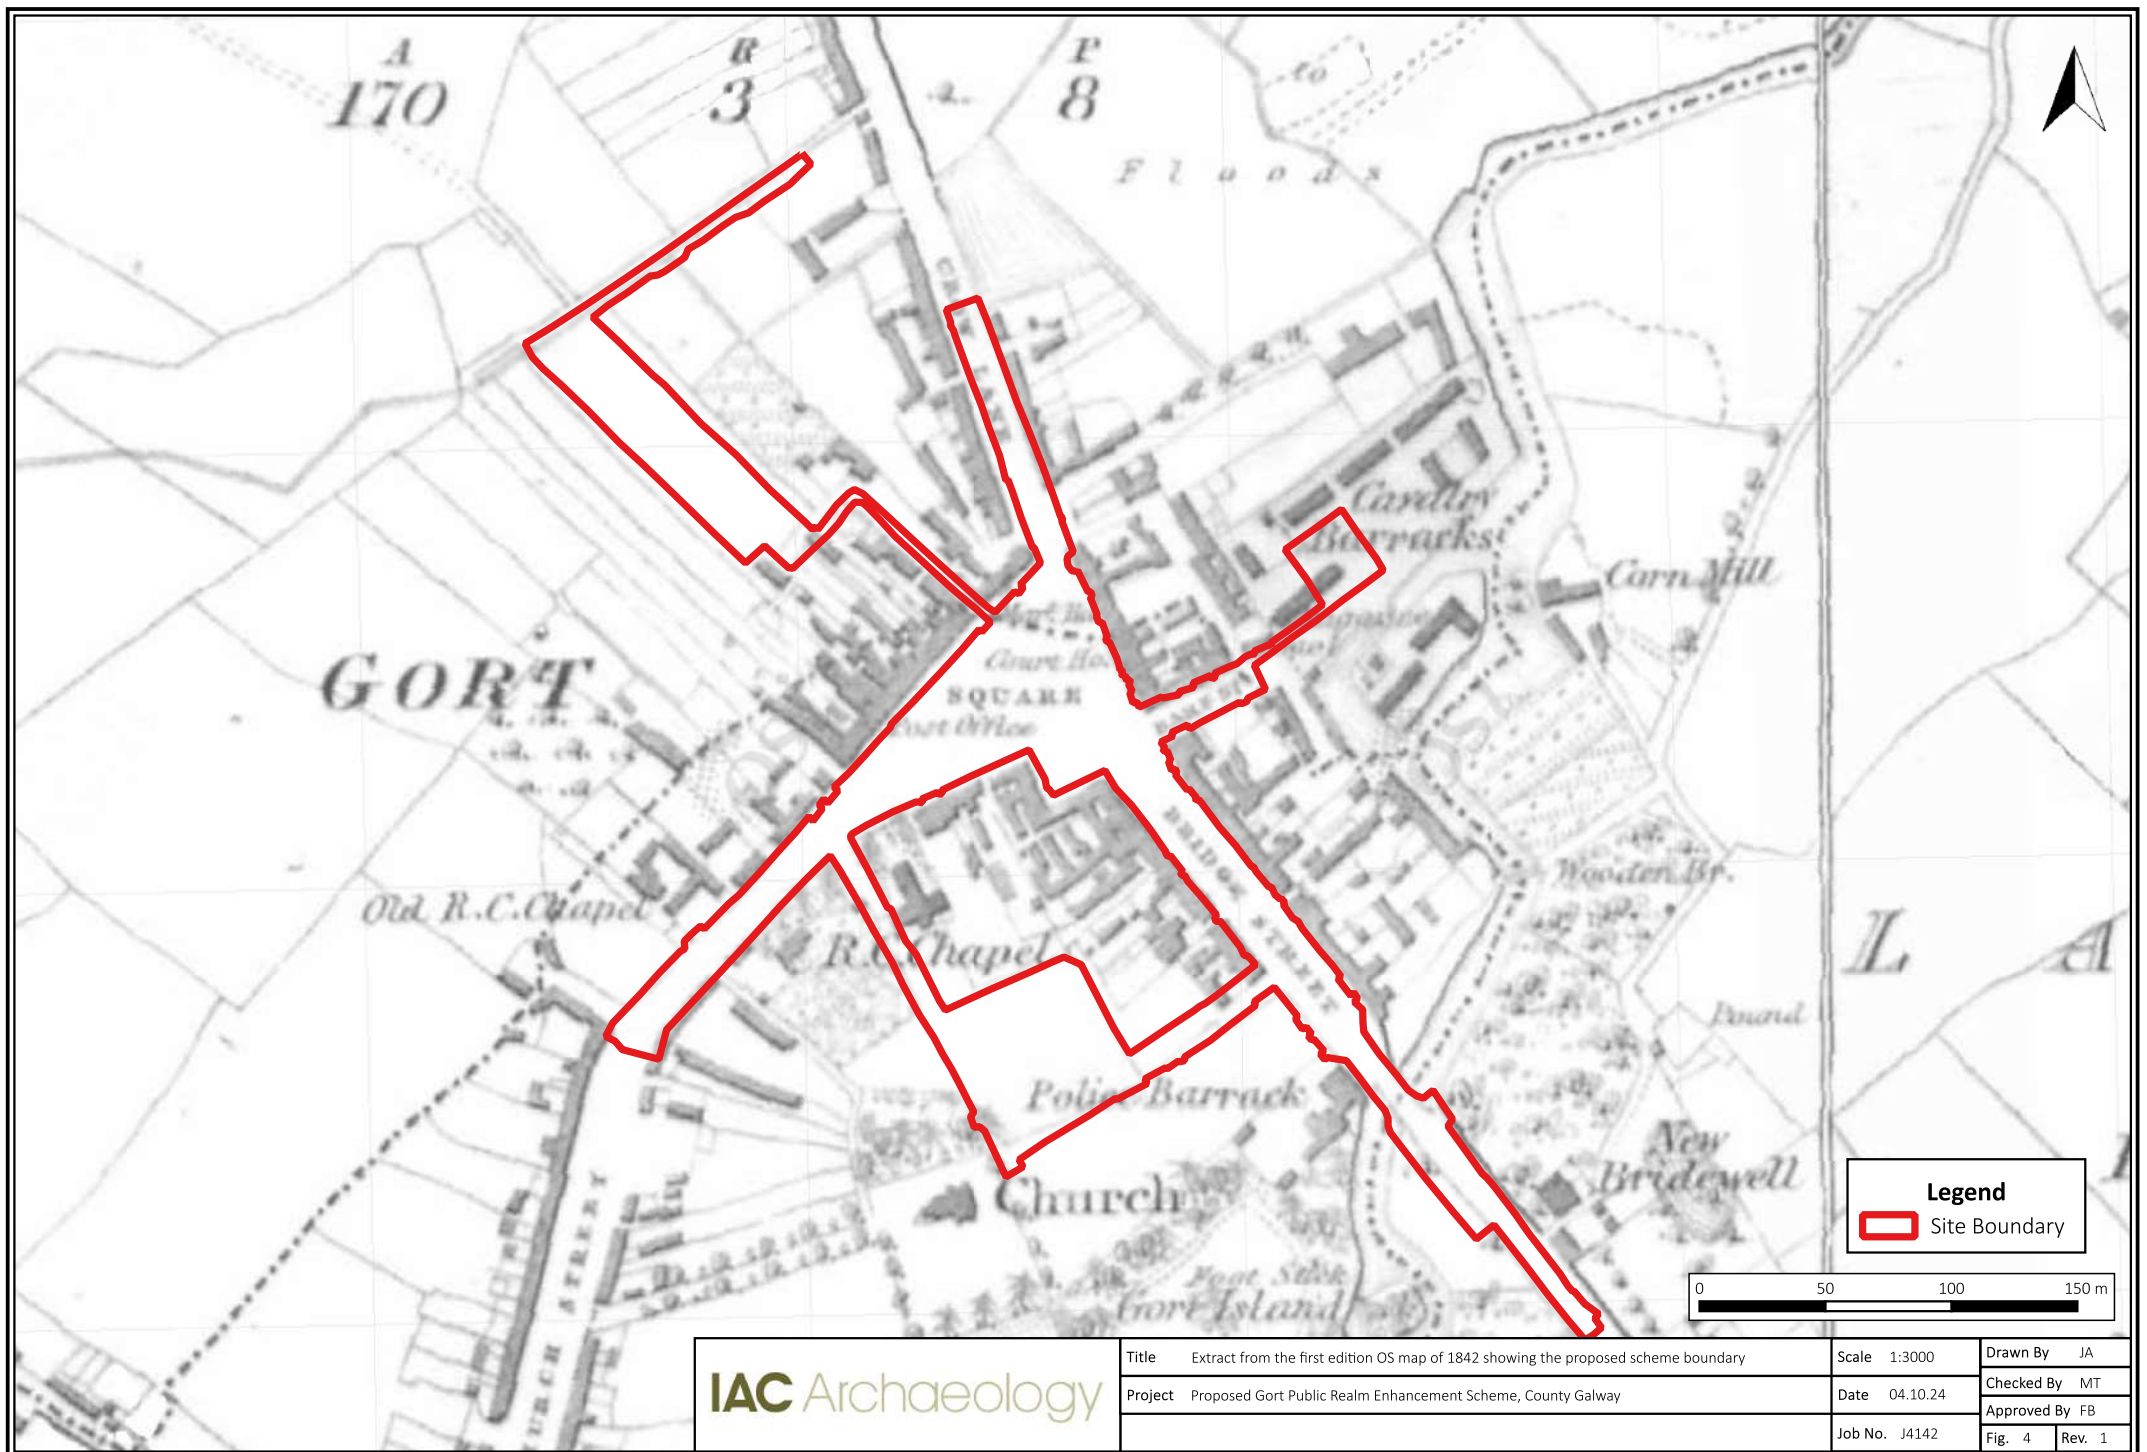 A R P
170 3 8
Floods
CROW LANE
Cavalry
Barracks
Corn Mill
GORT
Court Ho.
SQUARE
Post Office
BRIDGE STREET
Wooden Br.
Old R.C. Chapel
R.C. Chapel
L A
Pound
Police Barrack
New
Bridewell
Church
Foot Stick
Gort Island
CHURCH STREET
Legend
Site Boundary
0 50 100 150 m
IAC Archaeology
Title Extract from the first edition OS map of 1842 showing the proposed scheme boundary
Project Proposed Gort Public Realm Enhancement Scheme, County Galway
Scale 1:3000
Date 04.10.24
Job No. J4142
Drawn By JA
Checked By MT
Approved By FB
Fig. 4 Rev. 1